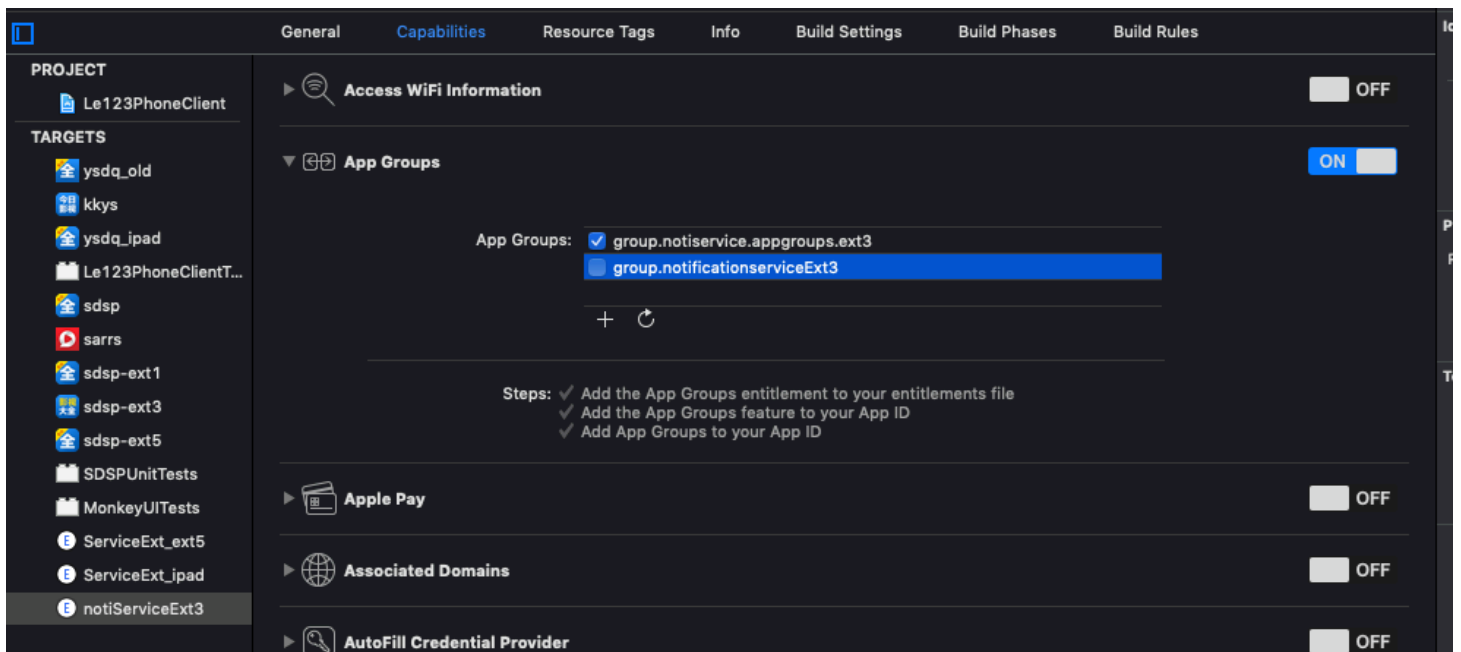 General Capabilities Resource Tags Info Build Settings Build Phases Build Rules
PROJECT
Le123PhoneClient
TARGETS
ysdq_old
kkys
ysdq_ipad
Le123PhoneClientT...
sdsp
sarrs
sdsp-ext1
sdsp-ext3
sdsp-ext5
SDSPUnitTests
MonkeyUITests
ServiceExt_ext5
ServiceExt_ipad
notiServiceExt3
Access WiFi Information OFF
App Groups ON
App Groups: group.notiservice.appgroups.ext3
group.notificationserviceExt3
Steps: ✓ Add the App Groups entitlement to your entitlements file
✓ Add the App Groups feature to your App ID
✓ Add App Groups to your App ID
Apple Pay OFF
Associated Domains OFF
AutoFill Credential Provider OFF